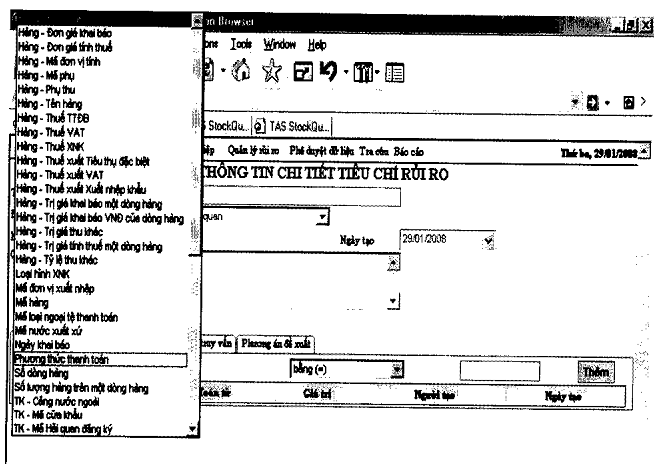 on Browser
Hàng - Đơn giá khai báo
Hàng - Đơn giá tính thuế
Hàng - Mã đơn vị tính
Hàng - Mã phụ
Hàng - Phụ thu
Hàng - Tên hàng
Hàng - Thuế TTĐB
Hàng - Thuế VAT
Hàng - Thuế XNK
Hàng - Thuế xuất Tiêu thụ đặc biệt
Hàng - Thuế xuất VAT
Hàng - Thuế xuất Xuất nhập khẩu
Hàng - Trị giá khai báo một dòng hàng
Hàng - Trị giá khai báo VNĐ của dòng hàng
Hàng - Trị giá thu khác
Hàng - Trị giá tính thuế một dòng hàng
Hàng - Tỷ lệ thu khác
Loại hình XNK
Mã đơn vị xuất nhập
Mã hàng
Mã loại ngoại tệ thanh toán
Mã nước xuất xứ
Ngày khai báo
Phương thức thanh toán
Số dòng hàng
Số lượng hàng trên một dòng hàng
TK - Cảng nước ngoài
TK - Mã cửa khẩu
TK - Mã Hải quan đăng ký
ons Tools Window Help
S StockQu... TAS StockQu...
iệp Quản lý rủi ro Phê duyệt dữ liệu Tra cứu Báo cáo Thứ ba, 29/01/2008
THÔNG TIN CHI TIẾT TIÊU CHÍ RỦI RO
quan
Ngày tạo 29/01/2008
uy vấn Phương án đề xuất
bằng (=) Thêm
toán tử Giá trị Người tạo Ngày tạo